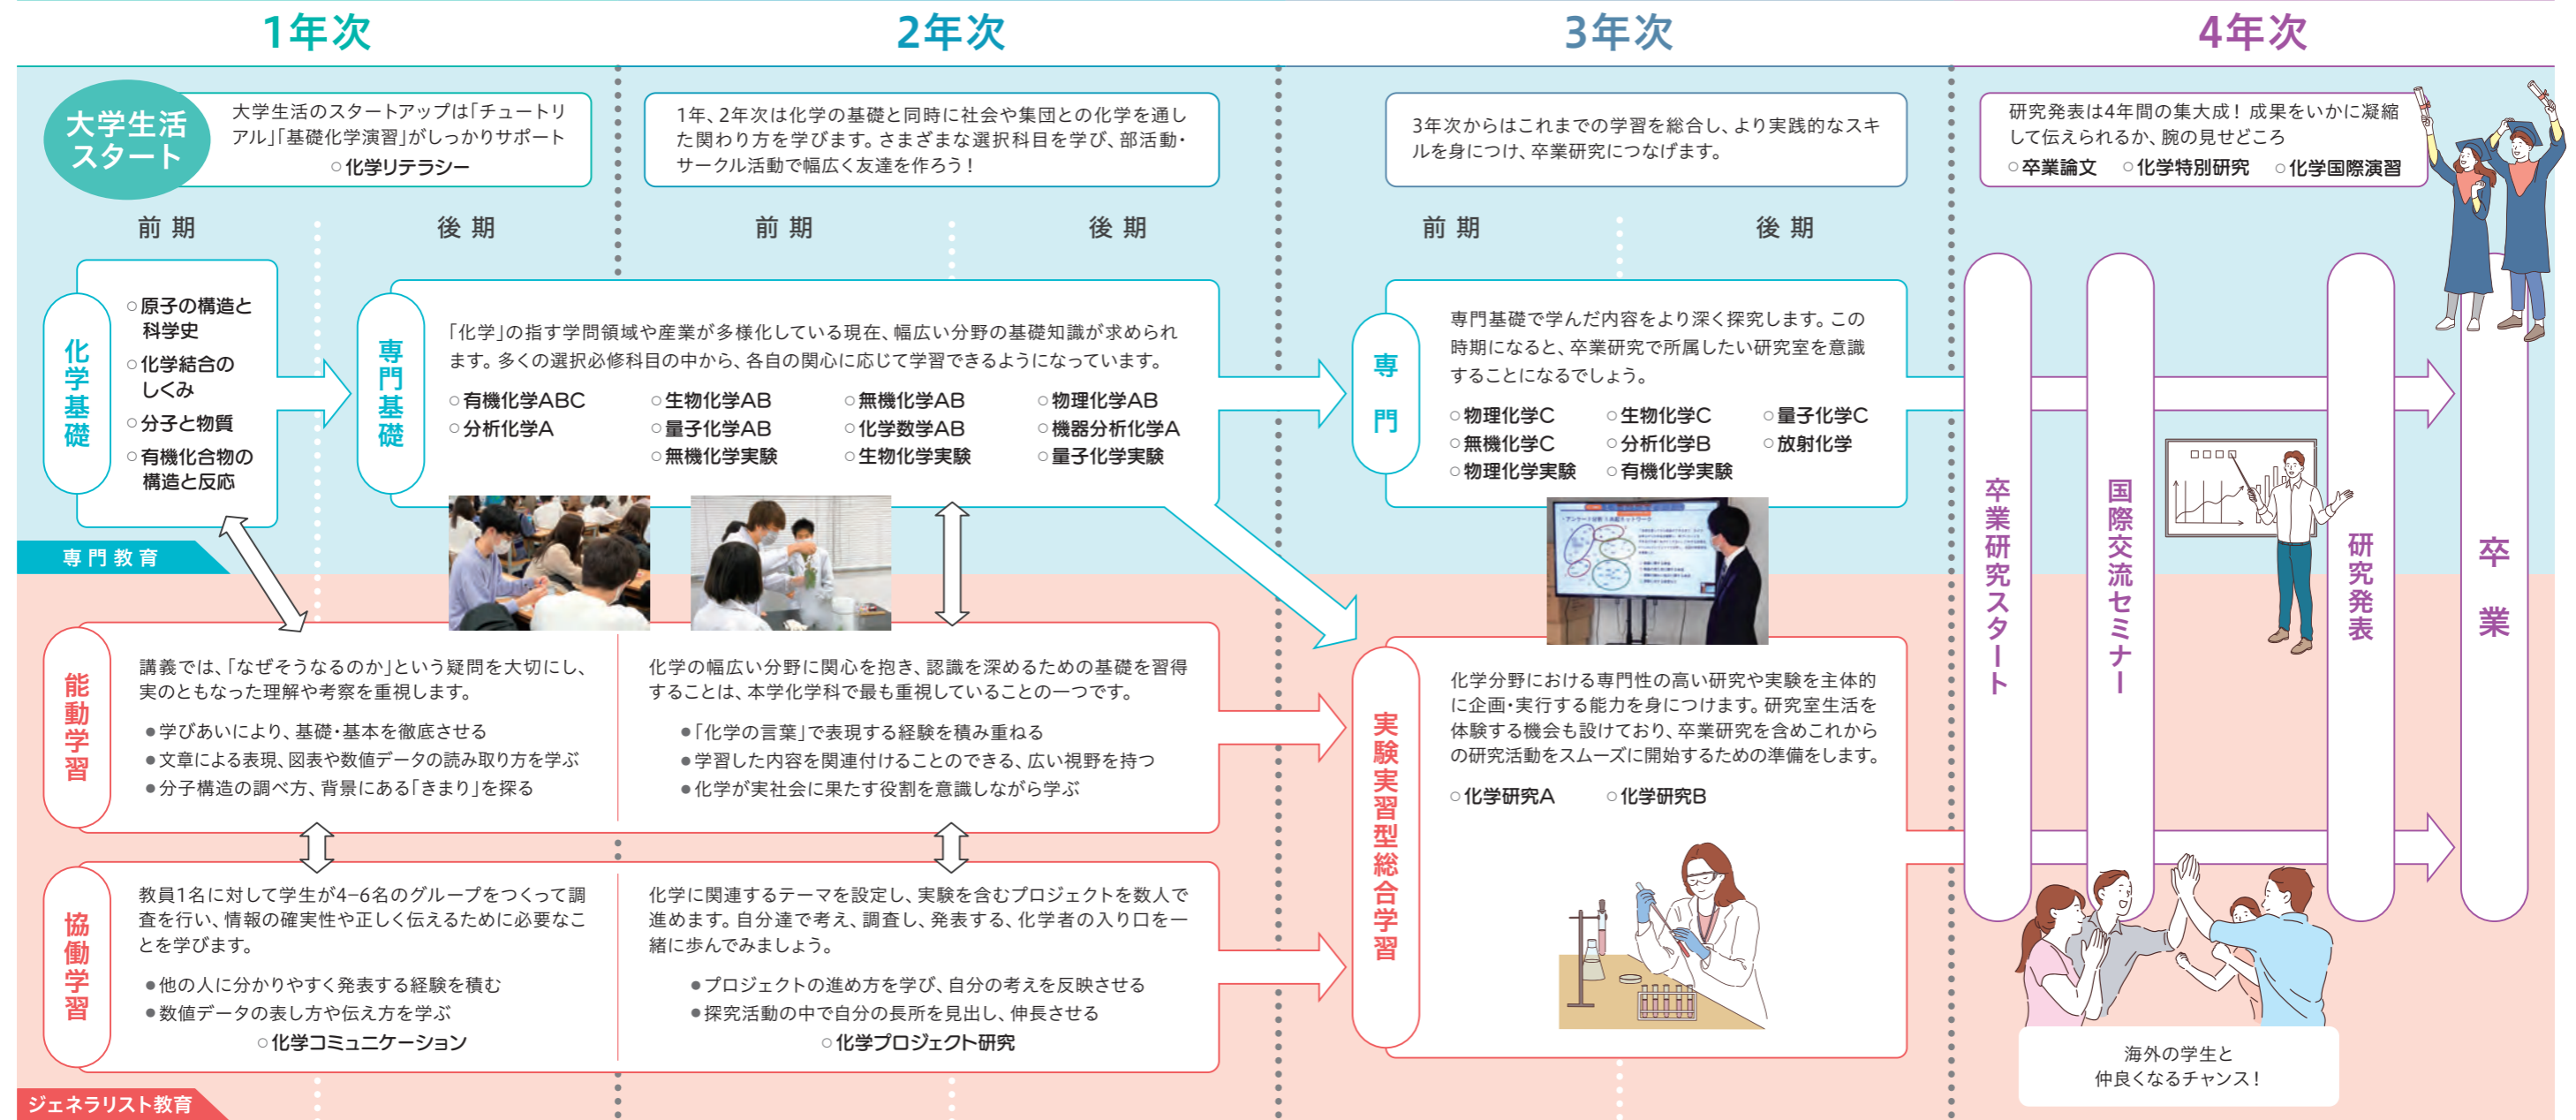 1年次
2年次
3年次
4年次
大学生活
スタート
大学生活のスタートアップは「チュートリ
アル」「基礎化学演習」がしっかりサポート
○化学リテラシー
1年、2年次は化学の基礎と同時に社会や集団との化学を通し
た関わり方を学びます。さまざまな選択科目を学び、部活動・
サークル活動で幅広く友達を作ろう！
3年次からはこれまでの学習を総合し、より実践的なスキ
ルを身につけ、卒業研究につなげます。
研究発表は4年間の集大成！成果をいかに凝縮
して伝えられるか、腕の見せどころ
○卒業論文 ○化学特別研究 ○化学国際演習
前期
後期
前期
後期
前期
後期
化学基礎
○原子の構造と
科学史
○化学結合の
しくみ
○分子と物質
○有機化合物の
構造と反応
専門基礎
「化学」の指す学問領域や産業が多様化している現在、幅広い分野の基礎知識が求められ
ます。多くの選択必修科目の中から、各自の関心に応じて学習できるようになっています。
○有機化学ABC ○生物化学AB ○無機化学AB ○物理化学AB
○分析化学A ○量子化学AB ○化学数学AB ○機器分析化学A
○無機化学実験 ○生物化学実験 ○量子化学実験
専門
専門基礎で学んだ内容をより深く探究します。この
時期になると、卒業研究で所属したい研究室を意識
することになるでしょう。
○物理化学C ○生物化学C ○量子化学C
○無機化学C ○分析化学B ○放射化学
○物理化学実験 ○有機化学実験
専門教育
能動学習
講義では、「なぜそうなるのか」という疑問を大切にし、
実のともなった理解や考察を重視します。
●学びあいにより、基礎・基本を徹底させる
●文章による表現、図表や数値データの読み取り方を学ぶ
●分子構造の調べ方、背景にある「きまり」を探る
化学の幅広い分野に関心を抱き、認識を深めるための基礎を習得
することは、本学化学科で最も重視していることの一つです。
●「化学の言葉」で表現する経験を積み重ねる
●学習した内容を関連付けることのできる、広い視野を持つ
●化学が実社会に果たす役割を意識しながら学ぶ
協働学習
教員1名に対して学生が4−6名のグループをつくって調
査を行い、情報の確実性や正しく伝えるために必要なこ
とを学びます。
●他の人に分かりやすく発表する経験を積む
●数値データの表し方や伝え方を学ぶ
○化学コミュニケーション
化学に関連するテーマを設定し、実験を含むプロジェクトを数人で
進めます。自分達で考え、調査し、発表する、化学者の入り口を一
緒に歩んでみましょう。
●プロジェクトの進め方を学び、自分の考えを反映させる
●探究活動の中で自分の長所を見出し、伸長させる
○化学プロジェクト研究
実験実習型総合学習
化学分野における専門性の高い研究や実験を主体的
に企画・実行する能力を身につけます。研究室生活を
体験する機会も設けており、卒業研究を含めこれから
の研究活動をスムーズに開始するための準備をします。
○化学研究A ○化学研究B
卒業研究スタート
国際交流セミナー
研究発表
卒業
海外の学生と
仲良くなるチャンス！
ジェネラリスト教育